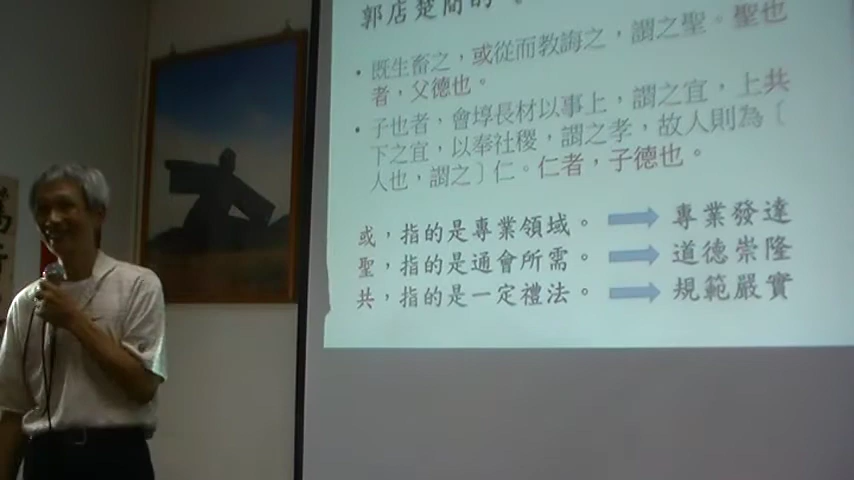 郭店楚簡的
• 既生畜之，或從而教誨之，謂之聖。聖也
者，父德也。
• 子也者，會埻長材以事上，謂之宜，上共
下之宜，以奉社稷，謂之孝，故人則為〔
人也，謂之〕仁。仁者，子德也。
或，指的是專業領域。 → 專業發達
聖，指的是通會所需。 → 道德崇隆
共，指的是一定禮法。 → 規範嚴實